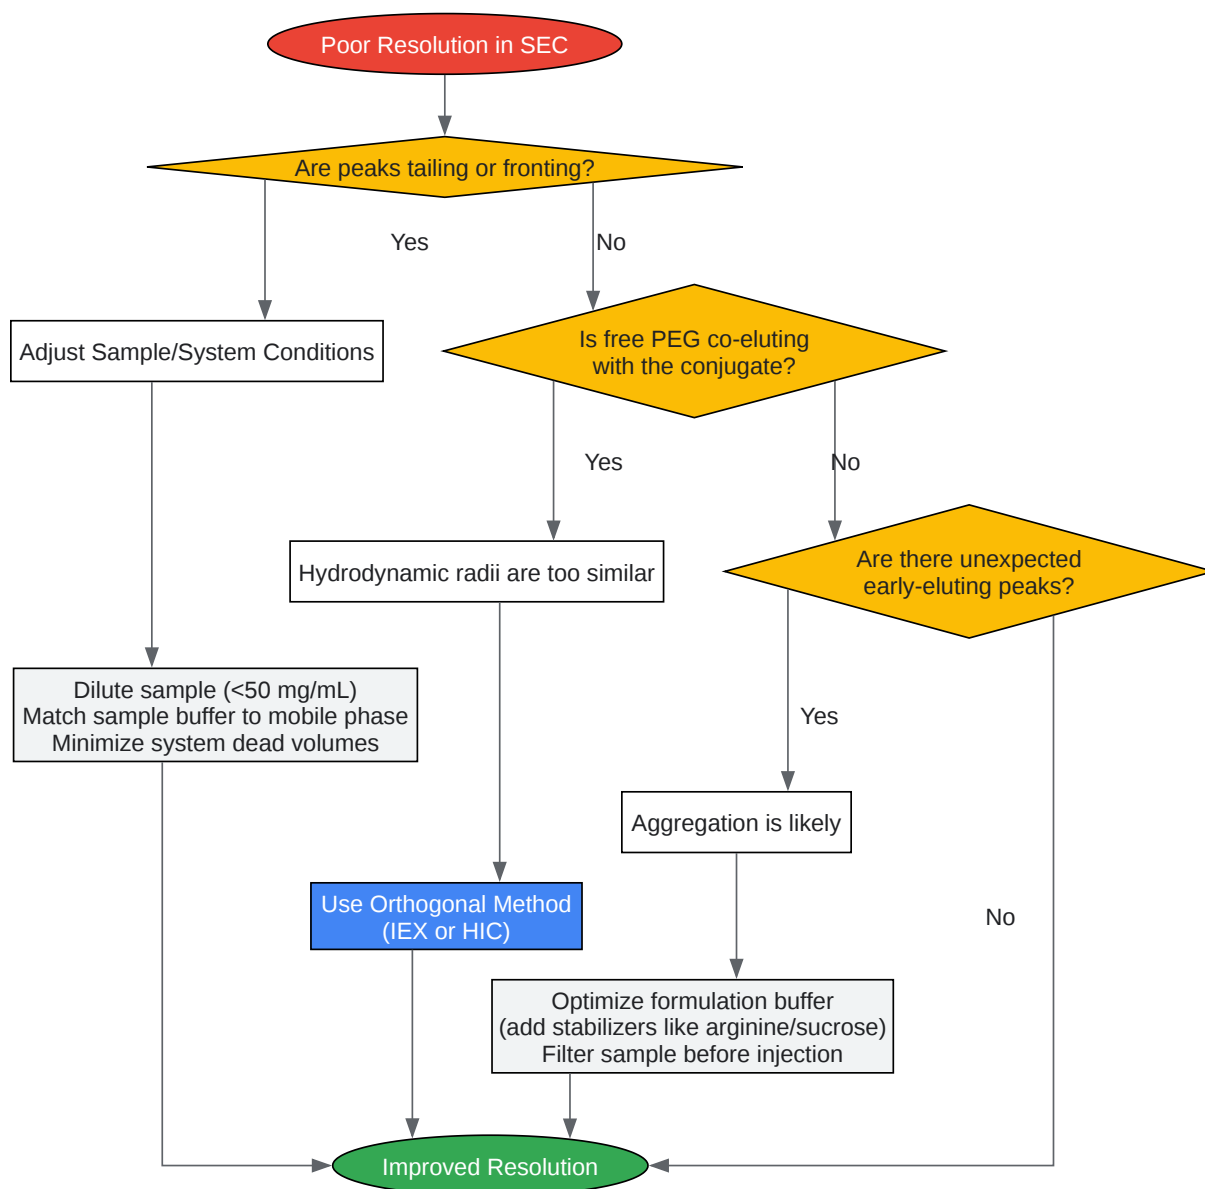 Poor Resolution in SEC
Are peaks tailing or fronting?
Yes
No
Adjust Sample/System Conditions
Is free PEG co-eluting
with the conjugate?
Yes
No
Hydrodynamic radii are too similar
Are there unexpected
early-eluting peaks?
Dilute sample (<50 mg/mL)
Match sample buffer to mobile phase
Minimize system dead volumes
Yes
Aggregation is likely
No
Use Orthogonal Method
(IEX or HIC)
Optimize formulation buffer
(add stabilizers like arginine/sucrose)
Filter sample before injection
Improved Resolution